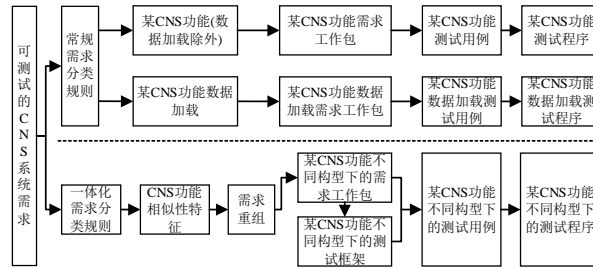 可
测
试
的
C
N
S
系
统
需
求
常规
需求
分类
规则
某CNS功能(数
据加载除外)
某CNS功能需求
工作包
某CNS功能
测试用例
某CNS功能
测试程序
某CNS功能数据
加载
某CNS功能数据
加载需求工作包
某CNS功能
数据加载测
试用例
某CNS功能
数据加载测
试程序
一体化
需求分
类规则
CNS功能
相似性特
征
需求
重组
某CNS功能不
同构型下的需
求工作包
某CNS功能不
同构型下的测
试框架
某CNS功能
不同构型下
的测试用例
某CNS功能
不同构型下
的测试程序